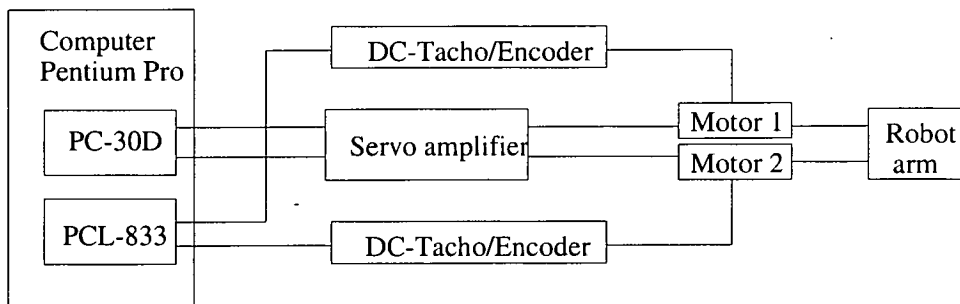 Computer
Pentium Pro
DC-Tacho/Encoder
PC-30D
Servo amplifier
Motor 1
Motor 2
Robot
arm
PCL-833
DC-Tacho/Encoder